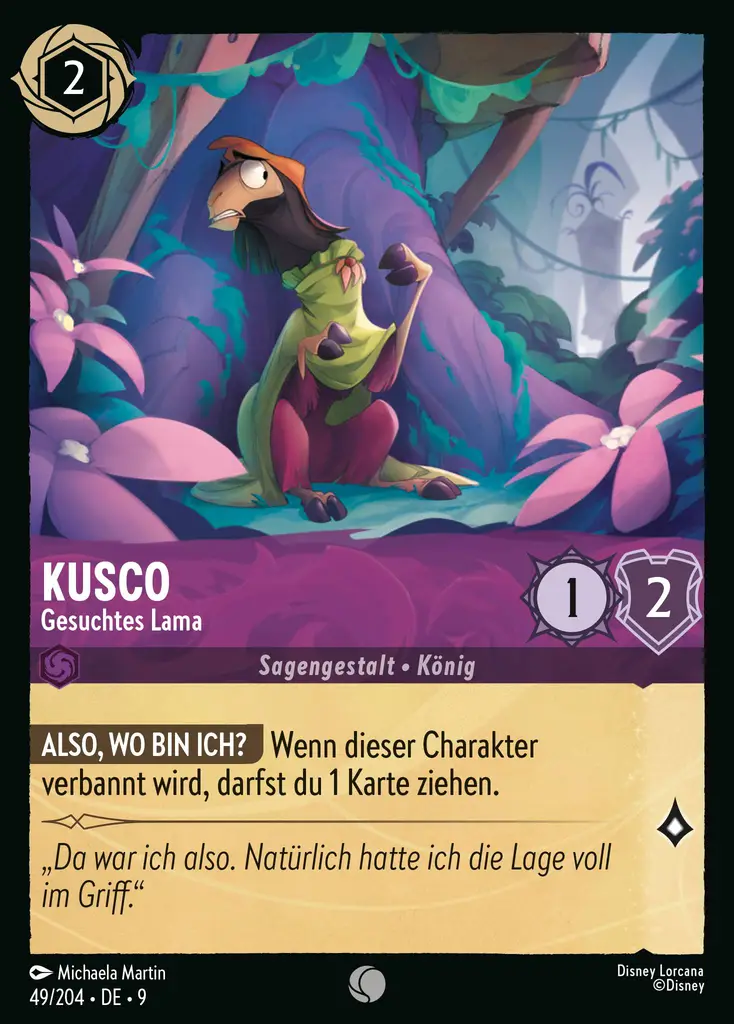 2
KUSCO
Gesuchtes Lama
1
2
Sagengestalt • König
ALSO, WO BIN ICH? Wenn dieser Charakter
verbannt wird, darfst du 1 Karte ziehen.
„Da war ich also. Natürlich hatte ich die Lage voll
im Griff.“
Michaela Martin
Disney Lorcana
49/204 • DE • 9
©Disney